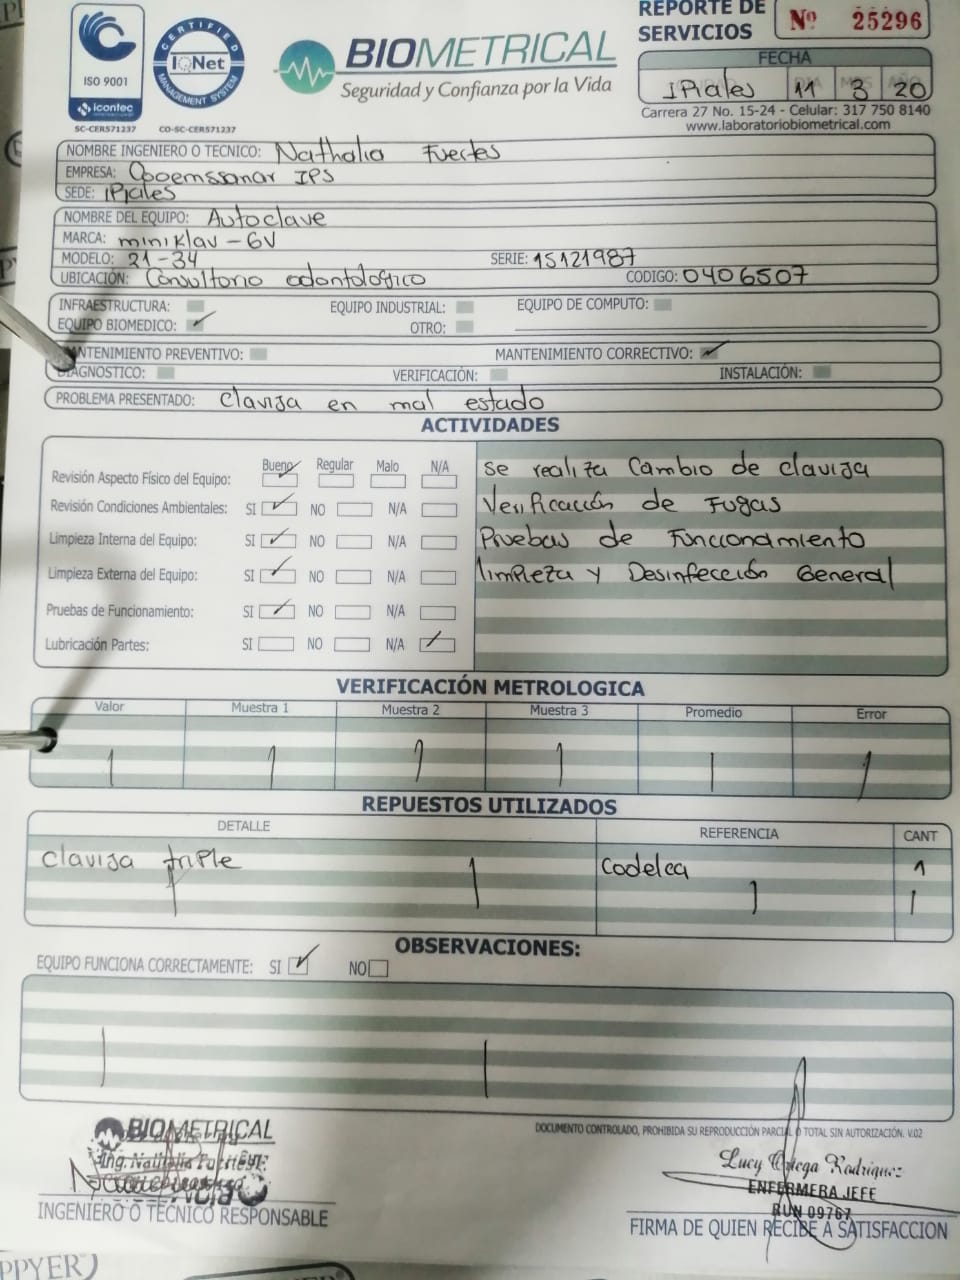 REPORTE DE SERVICIOS
Nº 25296
CERTIFIED
IQNet
MANAGEMENT SYSTEM
ISO 9001
icontec
SC-CER571237
CO-SC-CER571237
BIOMETRICAL
Seguridad y Confianza por la Vida
FECHA
IPiales 11 3 20
Carrera 27 No. 15-24 - Celular: 317 750 8140
www.laboratoriobiometrical.com
NOMBRE INGENIERO O TECNICO: Nathalia Fuertes
EMPRESA: Cooemssanar IPS
SEDE: IPiales
NOMBRE DEL EQUIPO: Autoclave
MARCA: miniKlav - 6V
MODELO: 21-34 SERIE: 15121987
UBICACIÓN: Consultorio odontologico CODIGO: 0406507
INFRAESTRUCTURA: EQUIPO INDUSTRIAL: EQUIPO DE COMPUTO:
EQUIPO BIOMEDICO: OTRO:
MANTENIMIENTO PREVENTIVO: MANTENIMIENTO CORRECTIVO:
DIAGNOSTICO: VERIFICACIÓN: INSTALACIÓN:
PROBLEMA PRESENTADO: Clavija en mal estado
ACTIVIDADES
Bueno Regular Malo N/A
Revisión Aspecto Físico del Equipo:
Revisión Condiciones Ambientales: SI NO N/A
Limpieza Interna del Equipo: SI NO N/A
Limpieza Externa del Equipo: SI NO N/A
Pruebas de Funcionamiento: SI NO N/A
Lubricación Partes: SI NO N/A
Se realiza Cambio de Clavija
Verificación de Fugas
Pruebas de Funcionamiento
limpieza y Desinfección General
VERIFICACIÓN METROLOGICA
Valor Muestra 1 Muestra 2 Muestra 3 Promedio Error
REPUESTOS UTILIZADOS
DETALLE REFERENCIA CANT
Clavija triple Codelca 1
OBSERVACIONES:
EQUIPO FUNCIONA CORRECTAMENTE: SI NO
DOCUMENTO CONTROLADO, PROHIBIDA SU REPRODUCCIÓN PARCIAL O TOTAL SIN AUTORIZACIÓN. V.02
BIOMETRICAL
Ing. Nathalia Fuertes
INGENIERO O TÉCNICO RESPONSABLE
Lucy Ortega Rodriguez
ENFERMERA JEFE
RUN 09767
FIRMA DE QUIEN RECIBE A SATISFACCION
PPYER